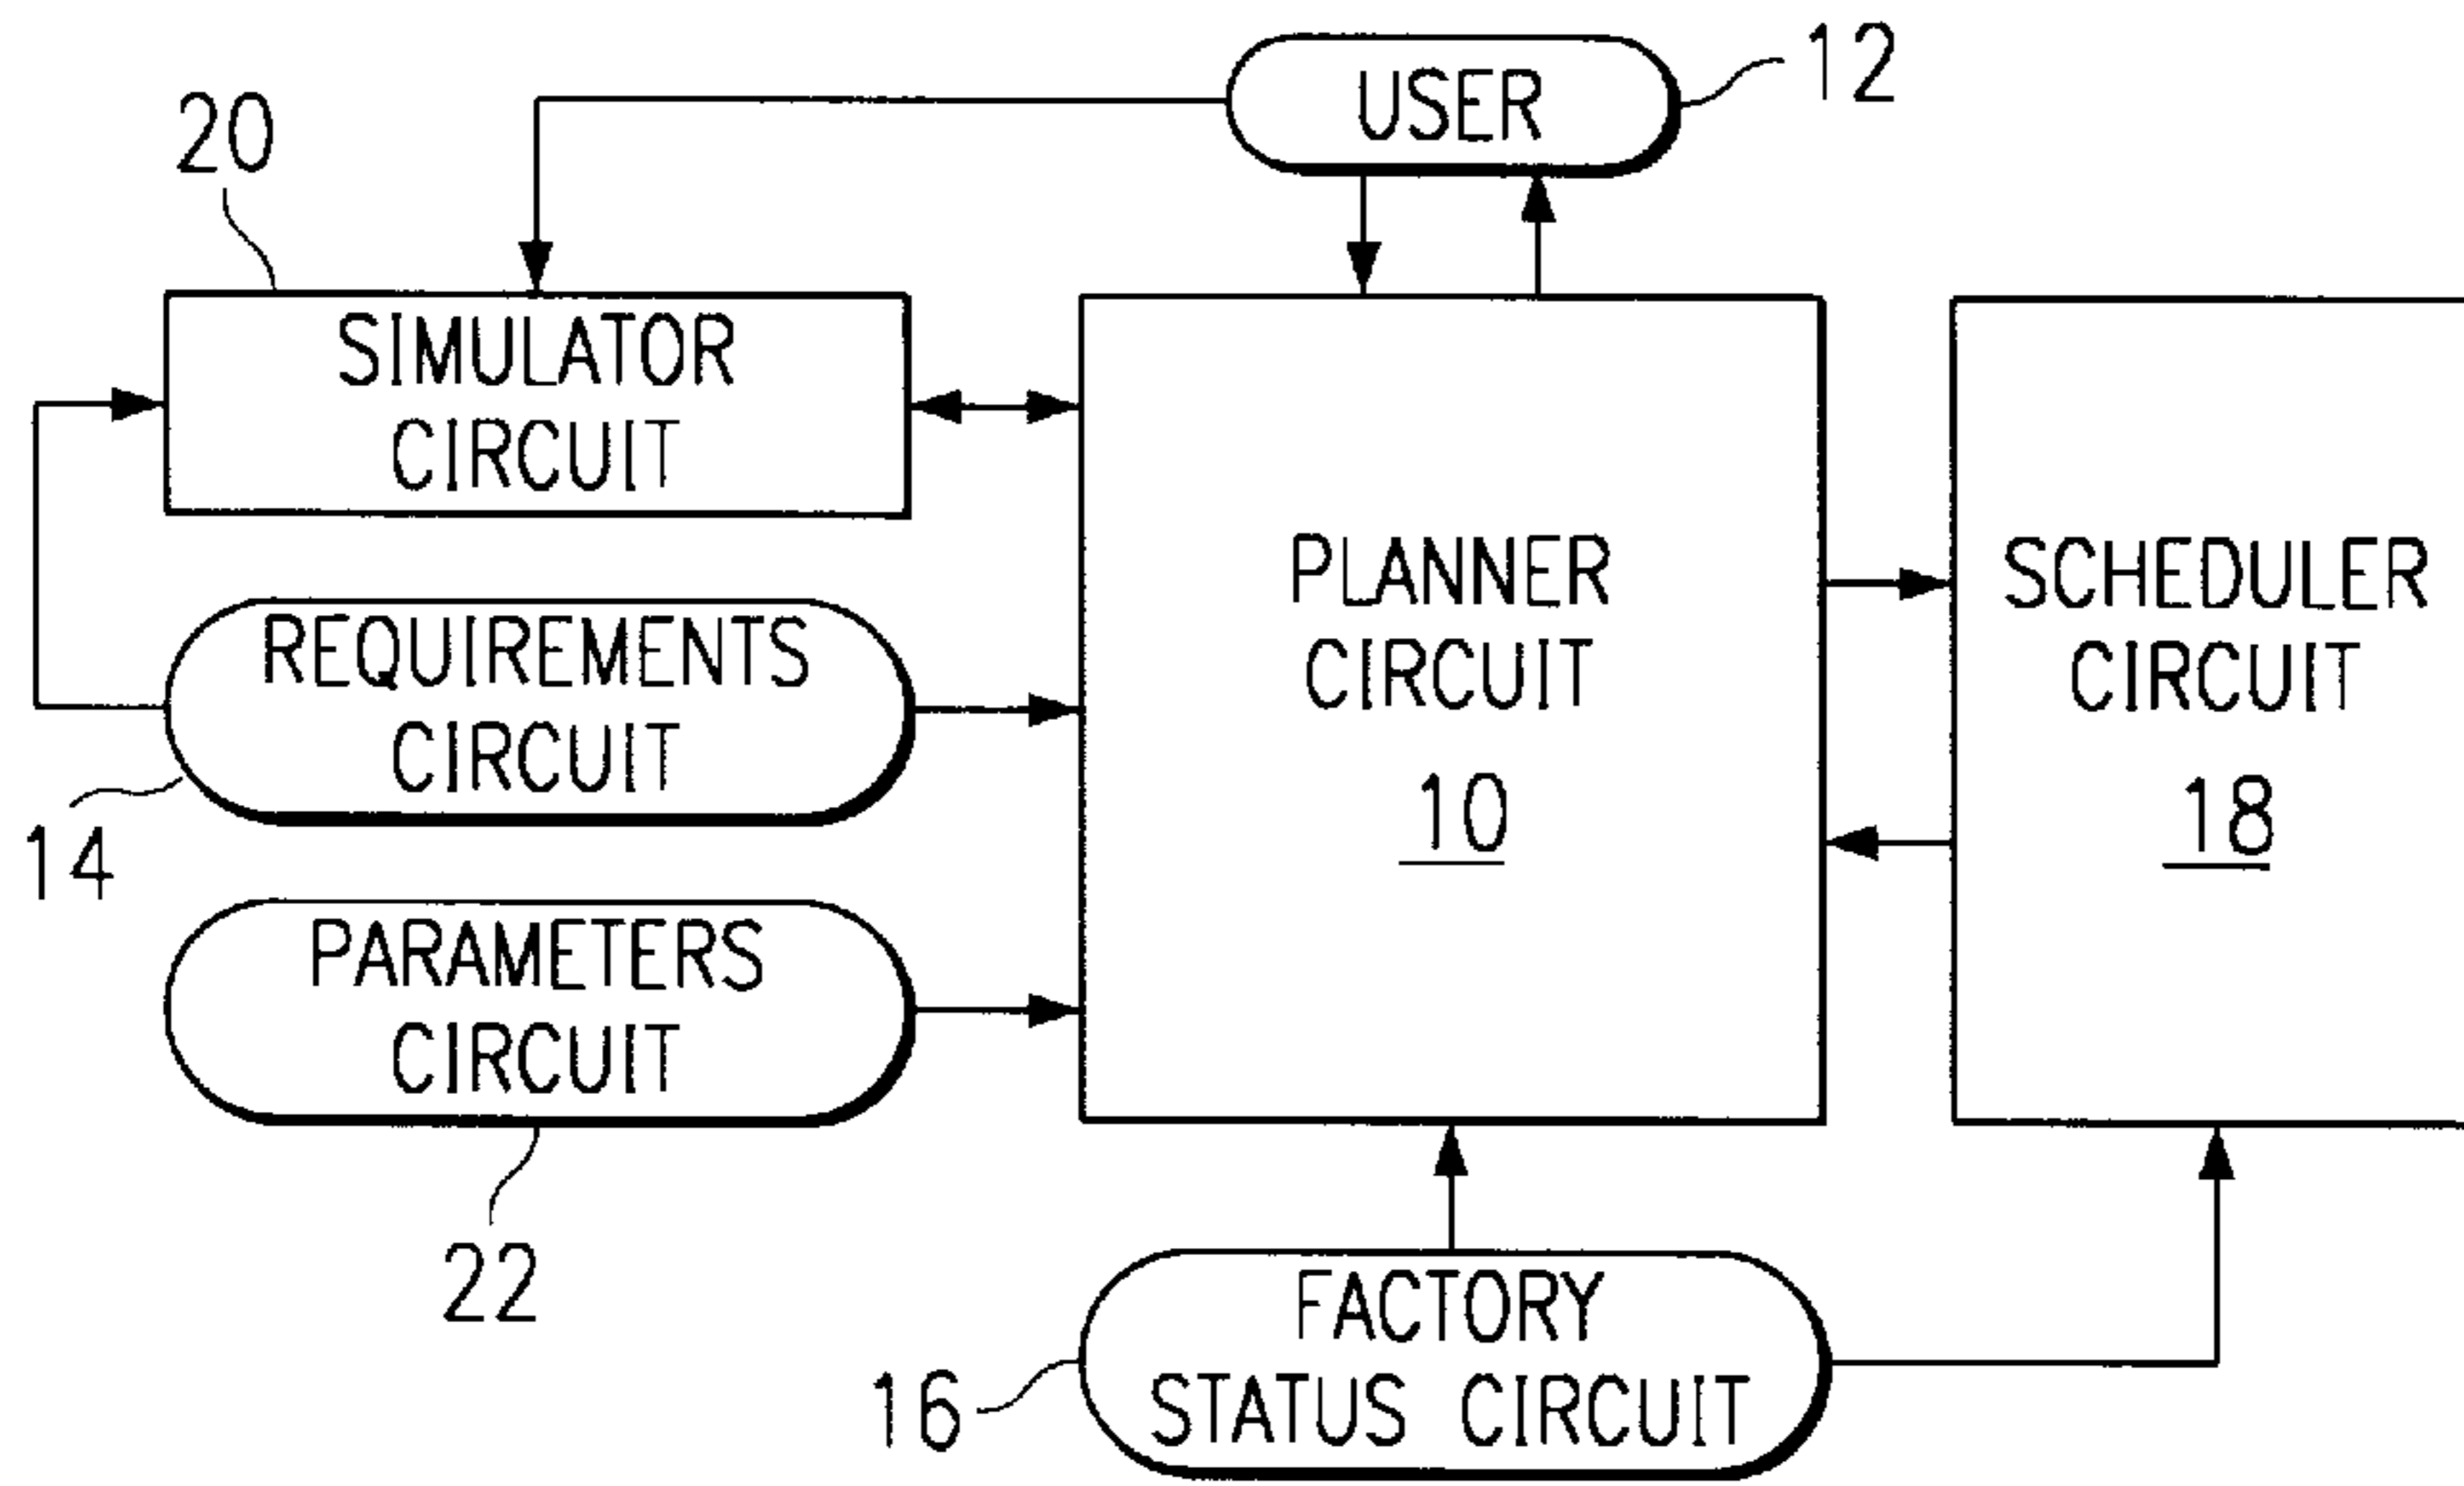 12
USER
20
SIMULATOR
CIRCUIT
REQUIREMENTS
CIRCUIT
14
PARAMETERS
CIRCUIT
22
PLANNER
CIRCUIT
10
SCHEDULER
CIRCUIT
18
FACTORY
STATUS CIRCUIT
16